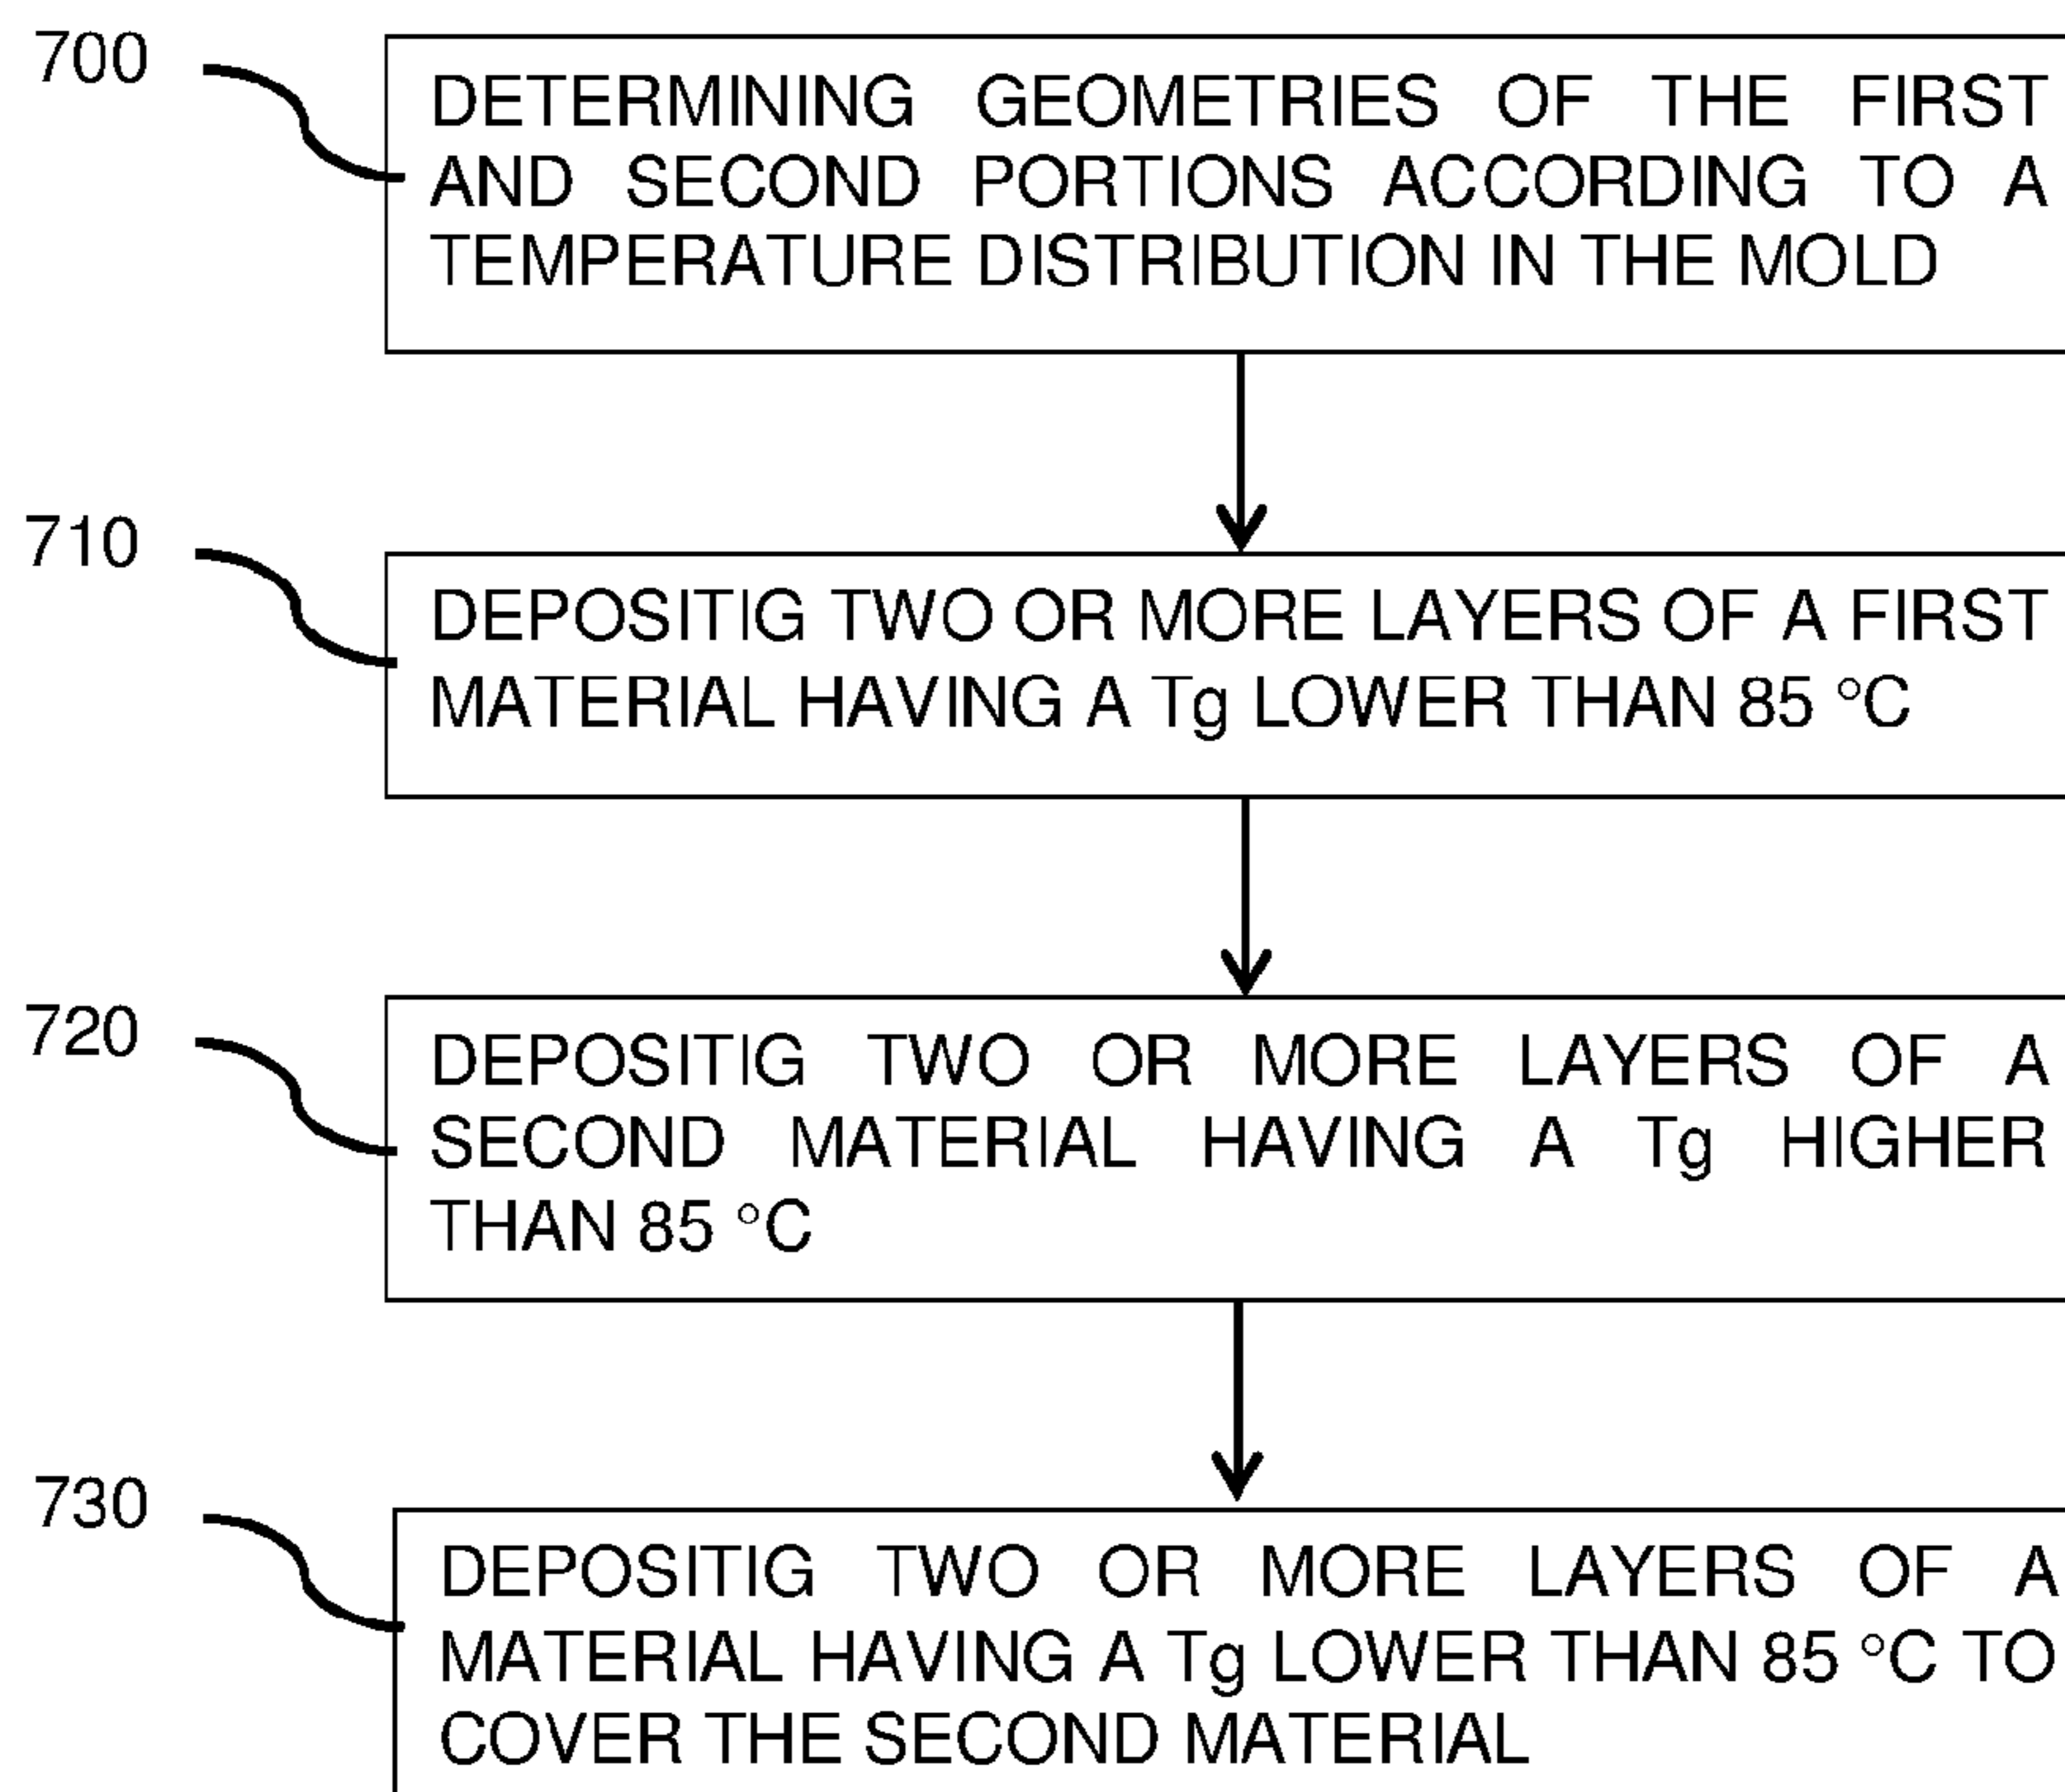 700
DETERMINING GEOMETRIES OF THE FIRST
AND SECOND PORTIONS ACCORDING TO A
TEMPERATURE DISTRIBUTION IN THE MOLD
710
DEPOSITIG TWO OR MORE LAYERS OF A FIRST
MATERIAL HAVING A Tg LOWER THAN 85 °C
720
DEPOSITIG TWO OR MORE LAYERS OF A
SECOND MATERIAL HAVING A Tg HIGHER
THAN 85 °C
730
DEPOSITIG TWO OR MORE LAYERS OF A
MATERIAL HAVING A Tg LOWER THAN 85 °C TO
COVER THE SECOND MATERIAL